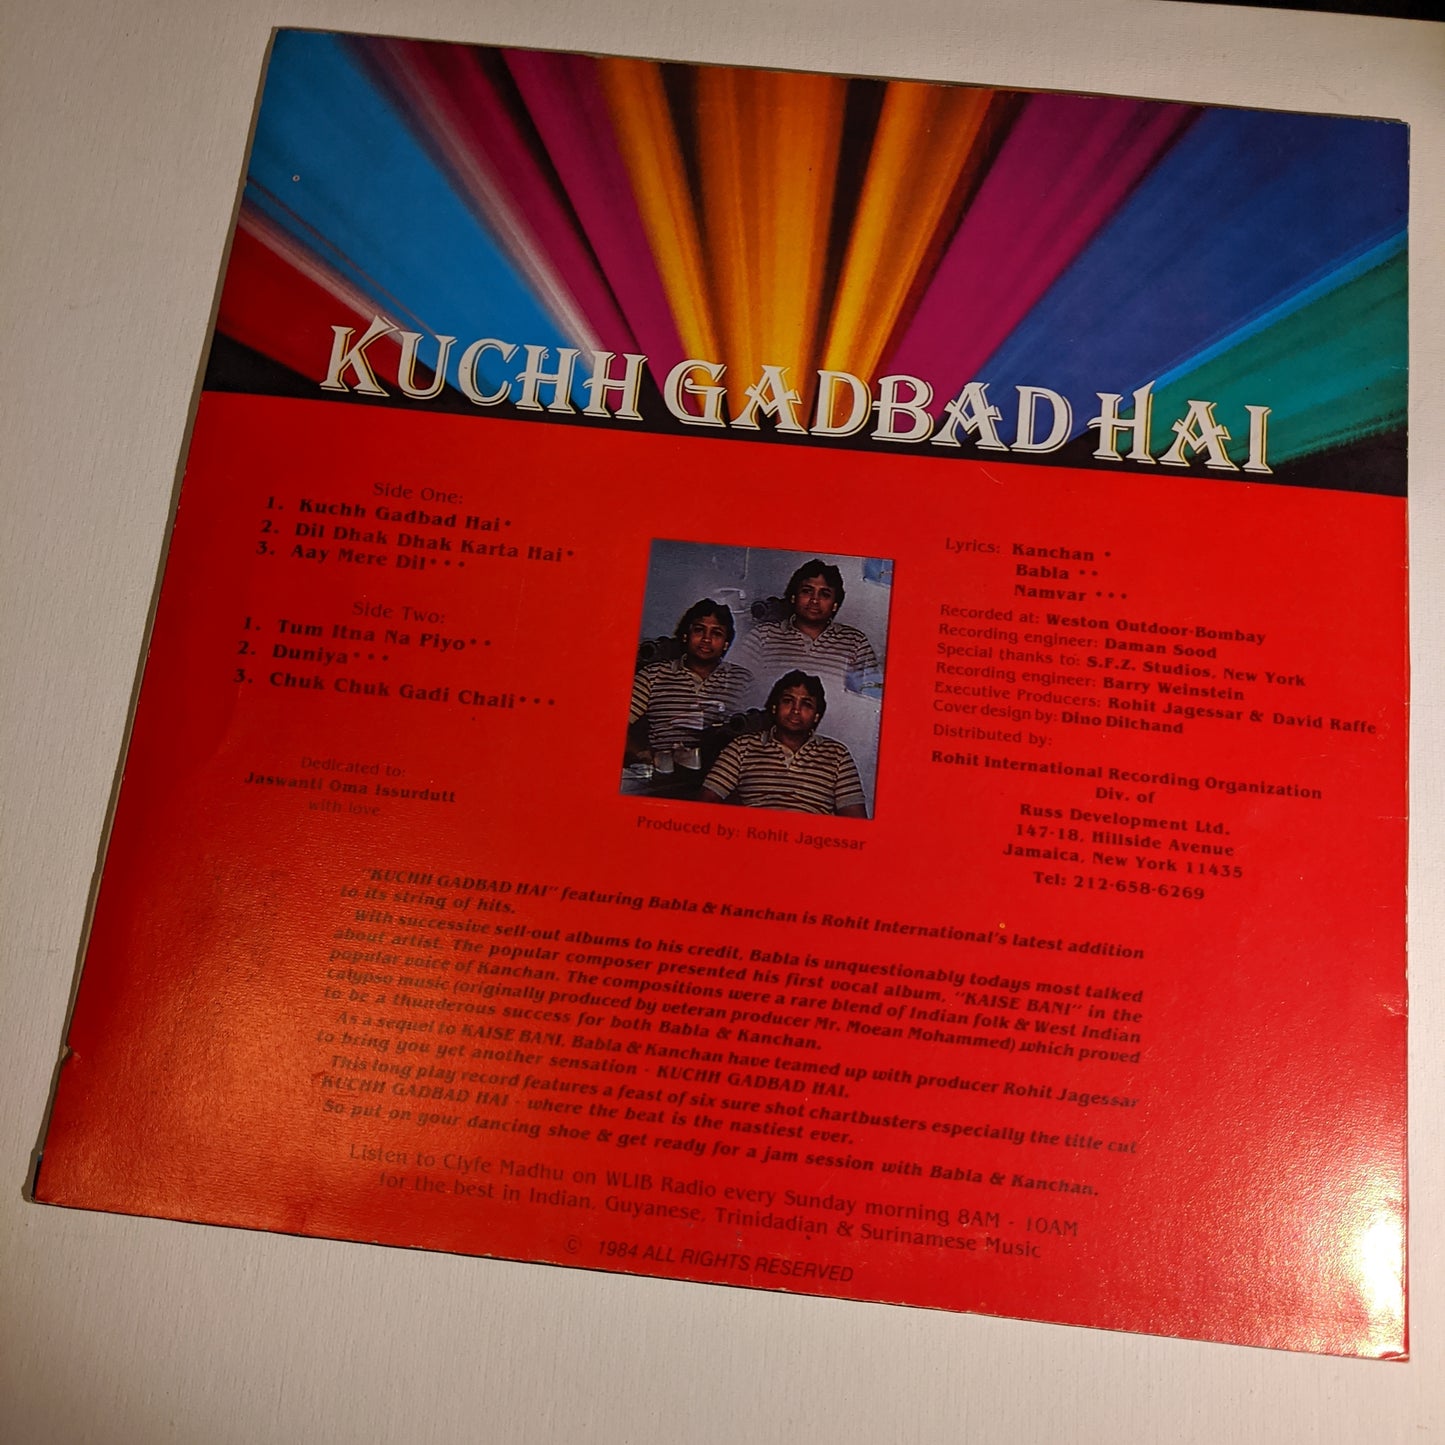 KUCHH GADBAD HAI
Side One:
1. Kuchh Gadbad Hai*
2. Dil Dhak Dhak Karta Hai*
3. Aay Mere Dil***
Side Two:
1. Tum Itna Na Piyo**
2. Duniya***
3. Chuk Chuk Gadi Chali***
Dedicated to:
Jaswanti Oma Issurdutt
with love
Produced by: Rohit Jagessar
Lyrics: Kanchan *
Babla **
Namvar ***
Recorded at: Weston Outdoor-Bombay
Recording engineer: Daman Sood
Special thanks to: S.F.Z. Studios, New York
Recording engineer: Barry Weinstein
Executive Producers: Rohit Jagessar & David Raffe
Cover design by: Dino Dilchand
Distributed by:
Rohit International Recording Organization
Div. of
Russ Development Ltd.
147-18, Hillside Avenue
Jamaica, New York 11435
Tel: 212-658-6269
"KUCHH GADBAD HAI" featuring Babla & Kanchan is Rohit International's latest addition
to its string of hits.
With successive sell-out albums to his credit, Babla is unquestionably todays most talked
about artist. The popular composer presented his first vocal album, "KAISE BANI" in the
popular voice of Kanchan. The compositions were a rare blend of Indian folk & West Indian
calypso music (originally produced by veteran producer Mr. Moean Mohammed) which proved
to be a thunderous success for both Babla & Kanchan.
As a sequel to KAISE BANI, Babla & Kanchan have teamed up with producer Rohit Jagessar
to bring you yet another sensation - KUCHH GADBAD HAI.
This long play record features a feast of six sure shot chartbusters especially the title cut
KUCHH GADBAD HAI - where the beat is the nastiest ever.
So put on your dancing shoe & get ready for a jam session with Babla & Kanchan.
Listen to Clyfe Madhu on WLIB Radio every Sunday morning 8AM - 10AM
for the best in Indian, Guyanese, Trinidadian & Surinamese Music
© 1984 ALL RIGHTS RESERVED